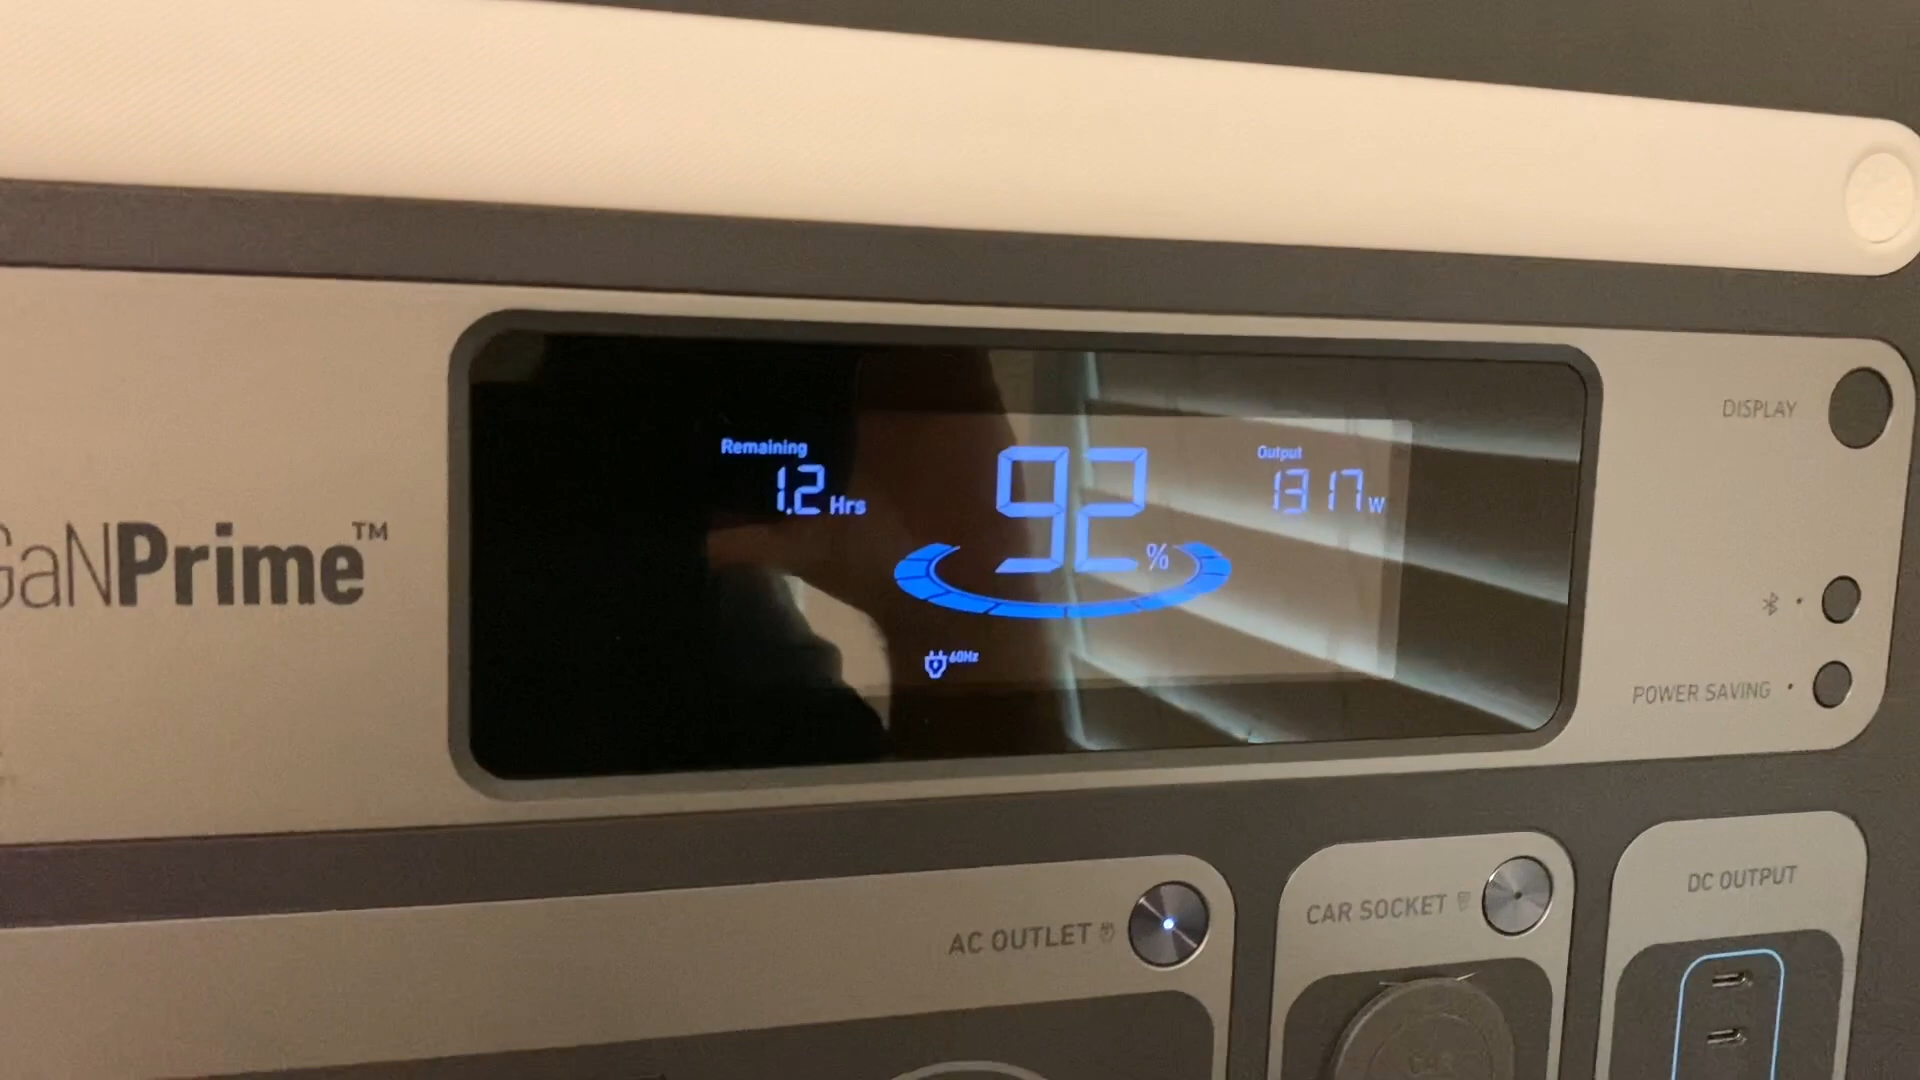 Remaining
1.2 Hrs
92 %
Output
1317 W
60Hz
GaNPrime™
DISPLAY
POWER SAVING
AC OUTLET
CAR SOCKET
DC OUTPUT